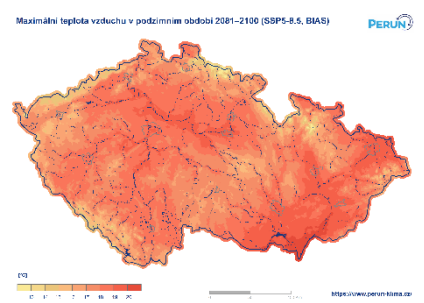 Maximální teplota vzduchu v podzimním období 2081–2100 (SSP5-8.5, BIAS)
PERUN
[°C]
https://www.perun-klima.cz/